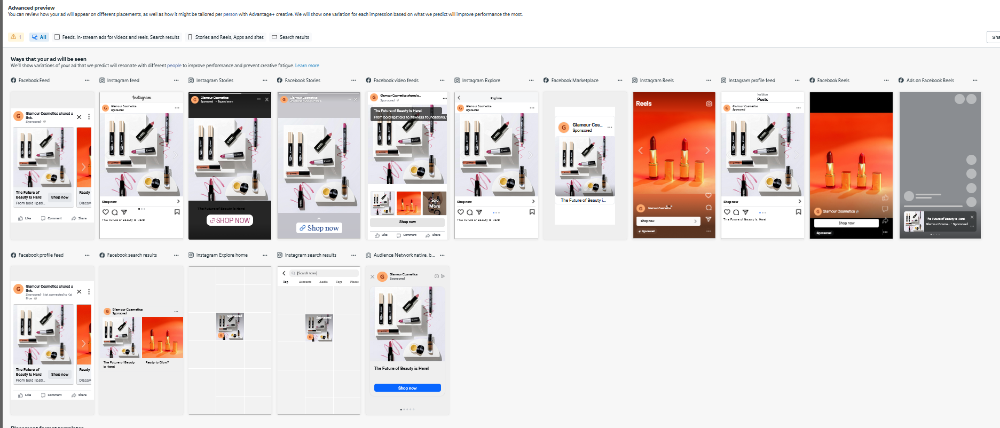 Advanced preview
You can review how your ad will appear on different placements, as well as how it might be tailored per person with Advantage+ creative. We will show one variation for each impression based on what we predict will improve performance the most.
1
All
Feeds, In-stream ads for videos and reels, Search results
Stories and Reels, Apps and sites
Search results
Sha
Ways that your ad will be seen
We'll show variations of your ad that we predict will resonate with different people to improve performance and prevent creative fatigue. Learn more
Facebook Feed
Glamour Cosmetics shared a
link.
Sponsored ·
The Future of
Beauty Is Here!
Shop now
From bold lipsti...
Ready
Discov
Like
Comment
Share
Instagram feed
Instagram
Glamour Cosmetics
Sponsored
Shop now
The Future of Beauty Is Here!
Instagram Stories
Glamour Cosmetics
Sponsored • Expand story
The Future of Beauty is Here!
SHOP NOW
Facebook Stories
Glamour Cosmetics
Shop now
Facebook video feeds
Glamour Cosmetics shared a...
Sponsored ·
The Future of Beauty Is Here!
From bold lipsticks to flawless foundations,
See
More
Shop now
Like
Comment
Share
Instagram Explore
Explore
Glamour Cosmetics
Sponsored
Shop now
The Future of Beauty Is Here!
Facebook Marketplace
Glamour Cos...
Sponsored
The Future of Beauty i...
Instagram Reels
Reels
Glamour Cosmetics
Shop now
Sponsored
Instagram profile feed
Posts
Glamour Cosmetics
Sponsored
Shop now
The Future of Beauty Is Here!
Facebook Reels
Glamour Cosmetics
Shop now
Sponsored
Ads on Facebook Reels
The Future of Beauty Is Here!
Glamour Cosme... • Sponsored
Facebook profile feed
Glamour Cosmetics shared a
link.
Sponsored · Not connected to Kai
Blue ·
The Future of
Beauty Is Here!
Shop now
From bold lipsti...
Ready
Discov
Like
Comment
Share
Facebook search results
Glamour Cosmetics
Sponsored
The Future of Beauty
Is Here!
Ready to Glow?
Instagram Explore home
Sponsored
Instagram search results
[Search term]
Top
Accounts
Audio
Tags
Places
Sponsored
Audience Network native, b...
Glamour Cosmetics
Sponsored
The Future of Beauty is Here!
Shop now
Placement format templates